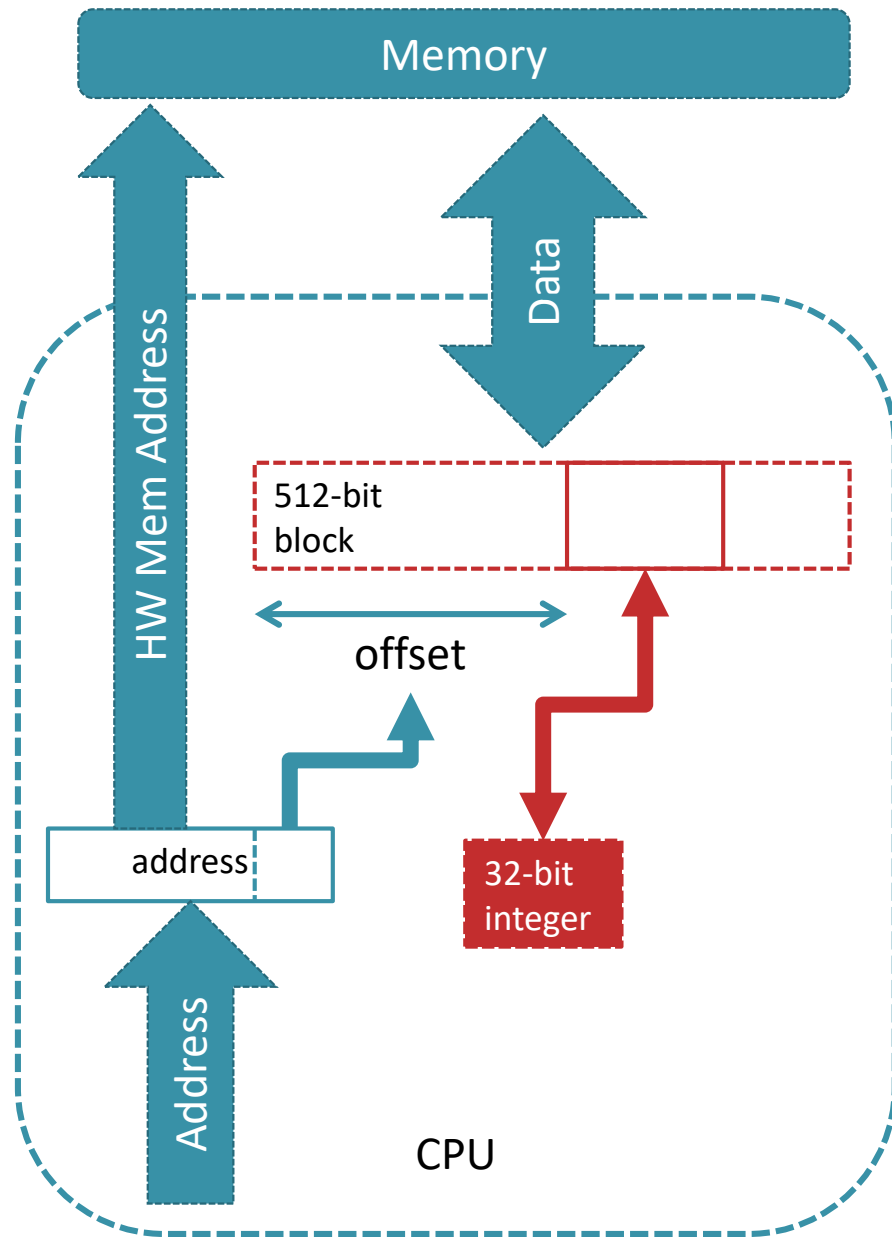 Memory
HW Mem Address
Data
512-bit
block
offset
address
32-bit
integer
Address
CPU